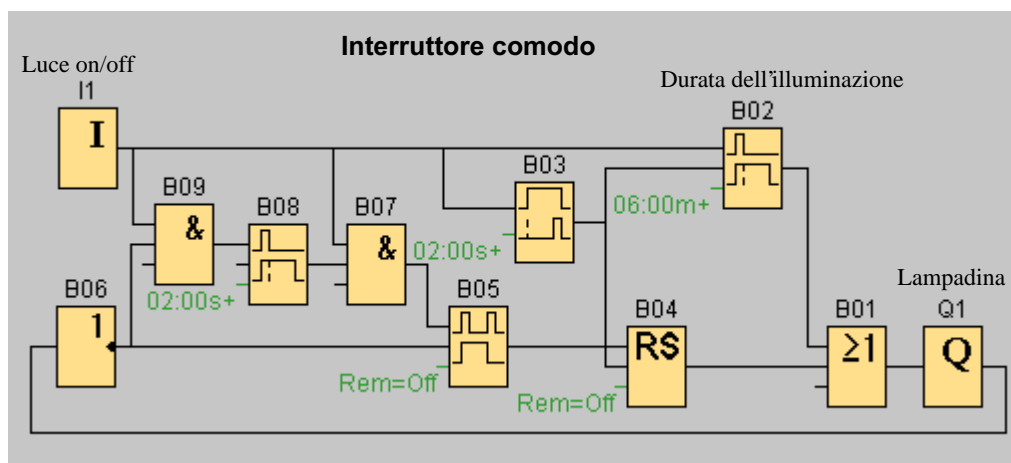 Interruttore comodo
Luce on/off
I1
I
Durata dell'illuminazione
B02
06:00m+
B03
02:00s+
B09
&
B08
02:00s+
B07
&
B06
1
B05
Rem=Off
B04
RS
Rem=Off
B01
≥1
Lampadina
Q1
Q